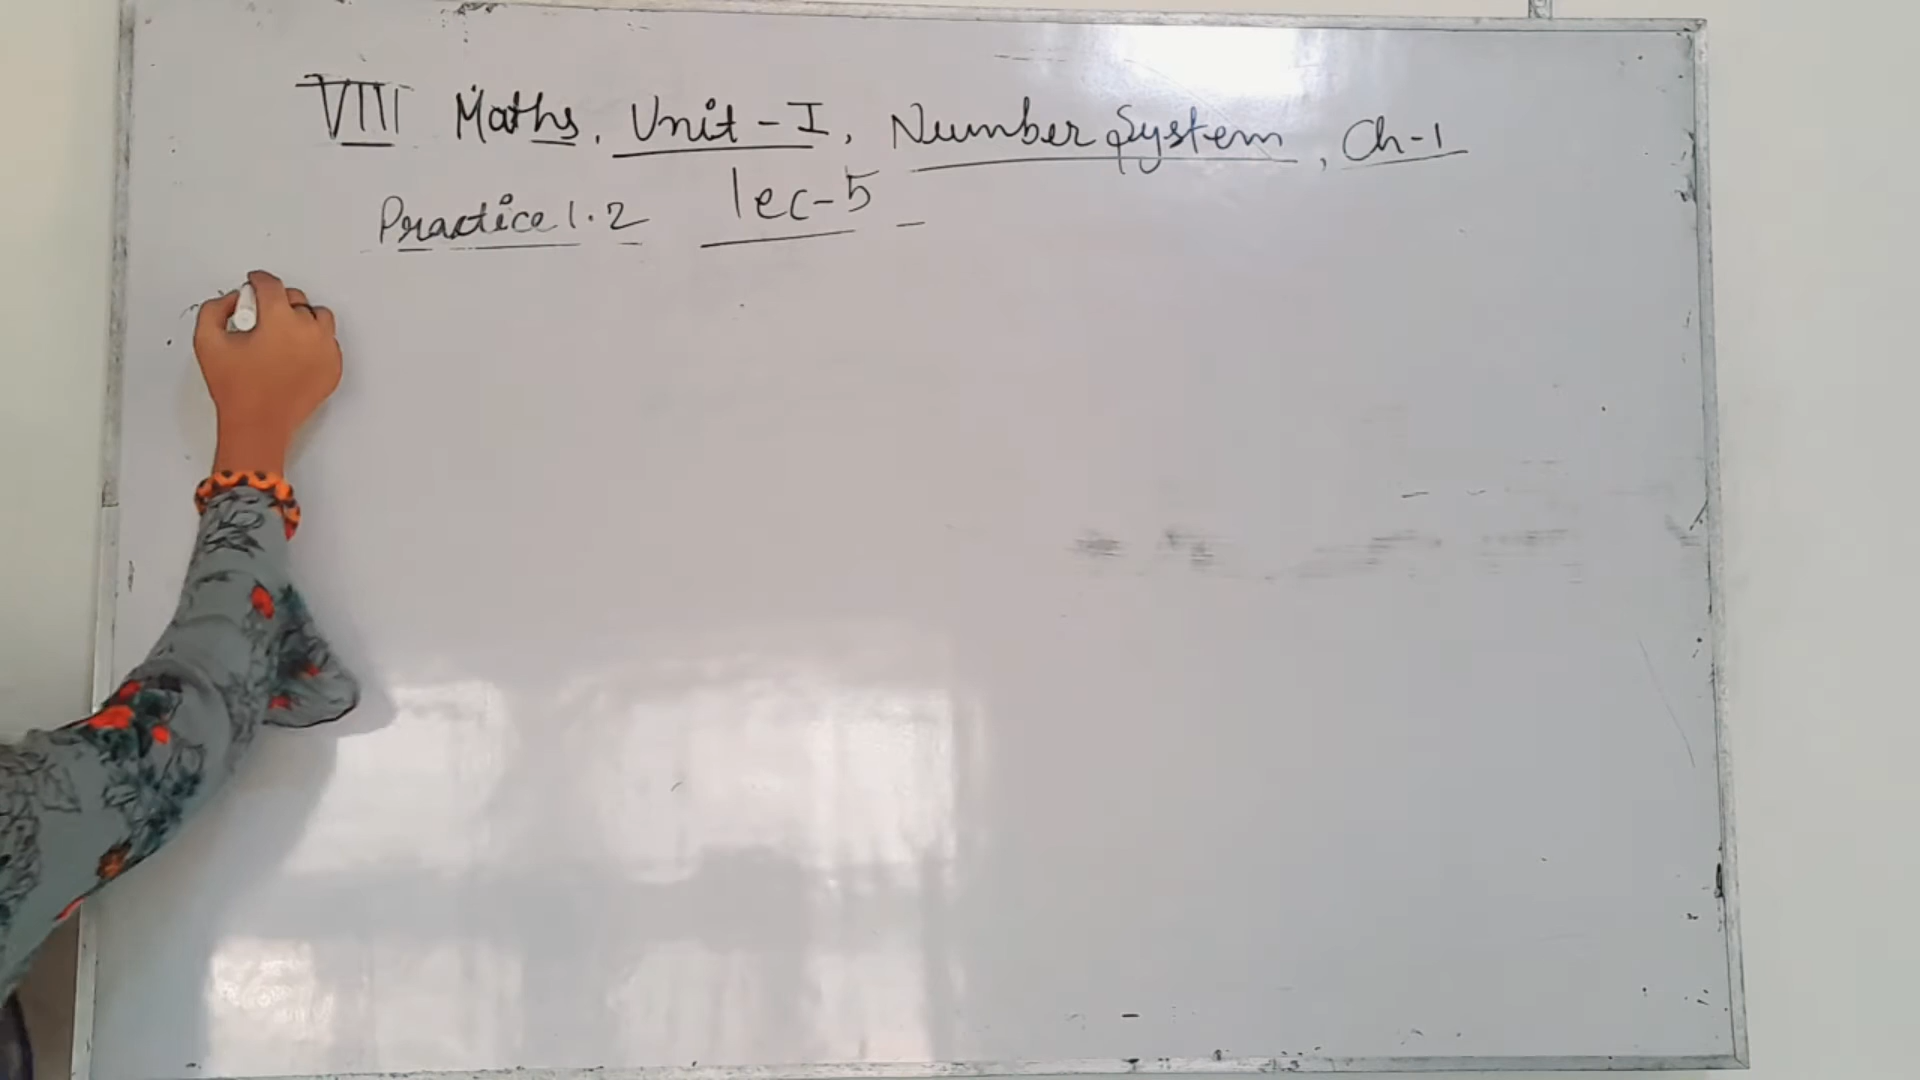 VIII Maths, Unit - I, Number System, Ch-1
Practice 1.2 lec-5